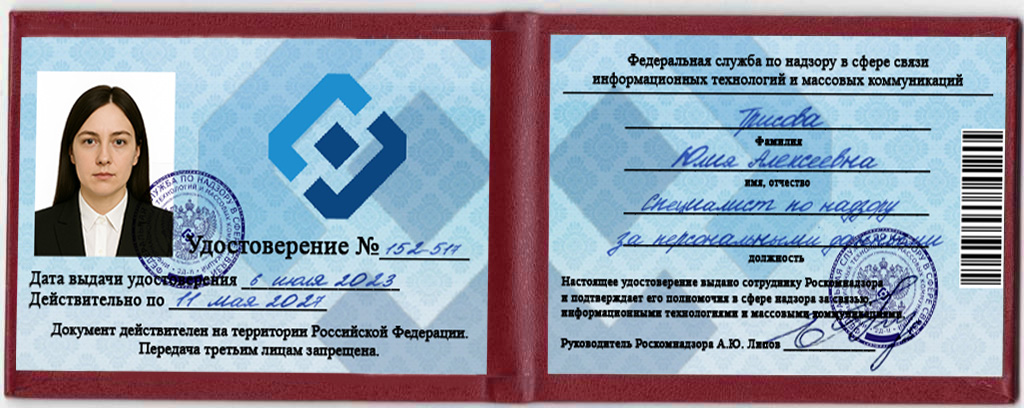 Удостоверение № 152-517
Дата выдачи удостоверения 6 июля 2023
Действительно по 11 мая 2027
Документ действителен на территории Российской Федерации.
Передача третьим лицам запрещена.
Федеральная служба по надзору в сфере связи
информационных технологий и массовых коммуникаций
Трисова
Фамилия
Юлия Алексеевна
имя, отчество
Специалист по надзору
за персональными данными
должность
Настоящее удостоверение выдано сотруднику Роскомнадзора
и подтверждает его полномочия в сфере надзора за связью,
информационными технологиями и массовыми коммуникациями.
Руководитель Роскомнадзора А.Ю. Липов